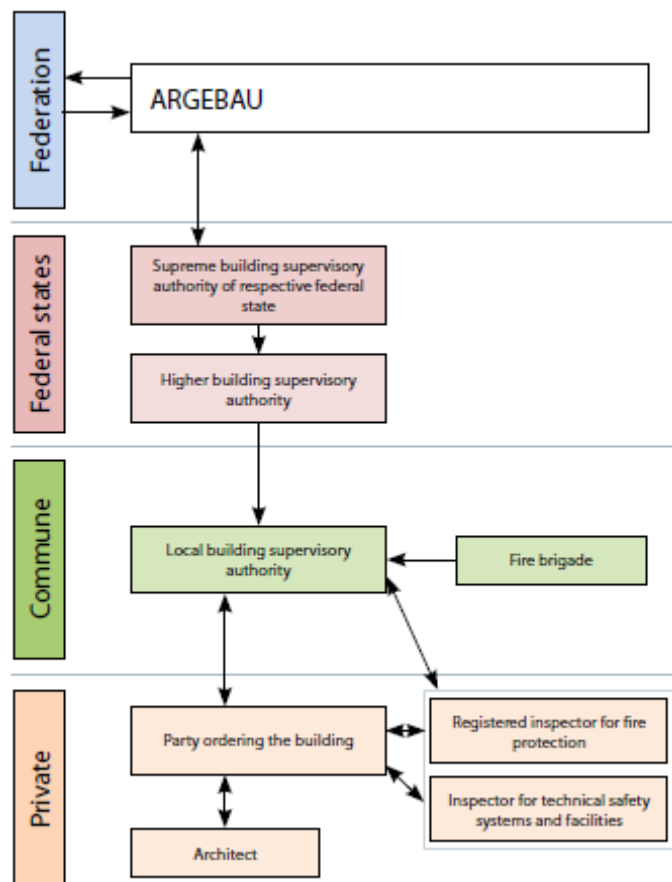 Federation
ARGEBAU
Federal states
Supreme building supervisory
authority of respective federal
state
Higher building supervisory
authority
Commune
Local building supervisory
authority
Fire brigade
Private
Party ordering the building
Registered inspector for fire
protection
Inspector for technical safety
systems and facilities
Architect